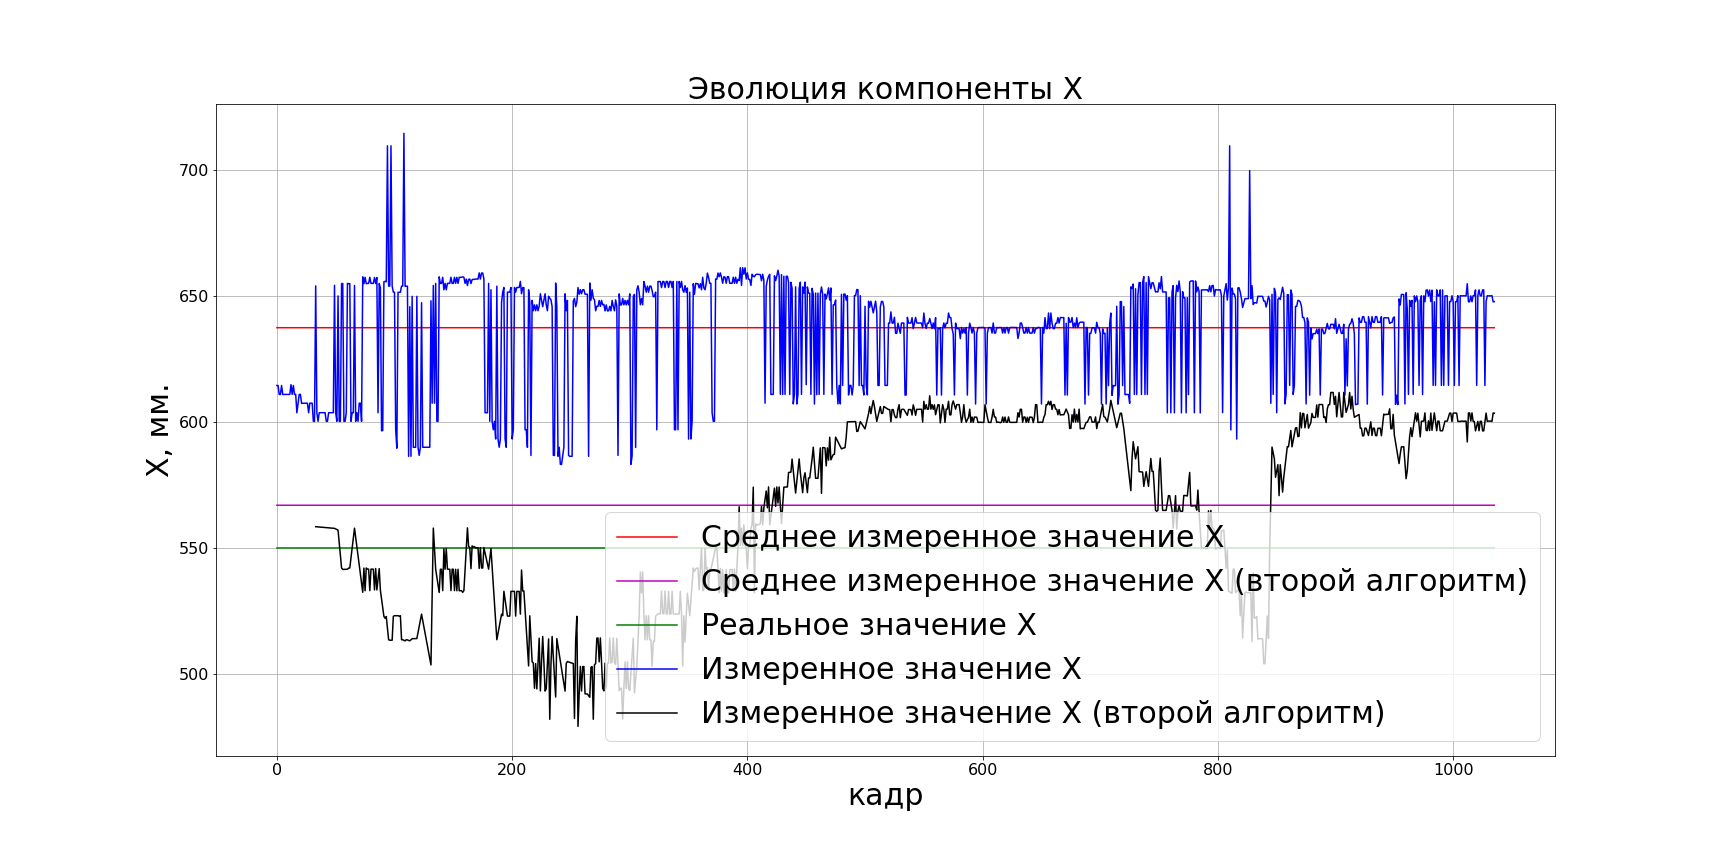 Эволюция компоненты X
X, мм.
700
650
600
550
500
Среднее измеренное значение X
Среднее измеренное значение X (второй алгоритм)
Реальное значение X
Измеренное значение X
Измеренное значение X (второй алгоритм)
0 200 400 600 800 1000
кадр